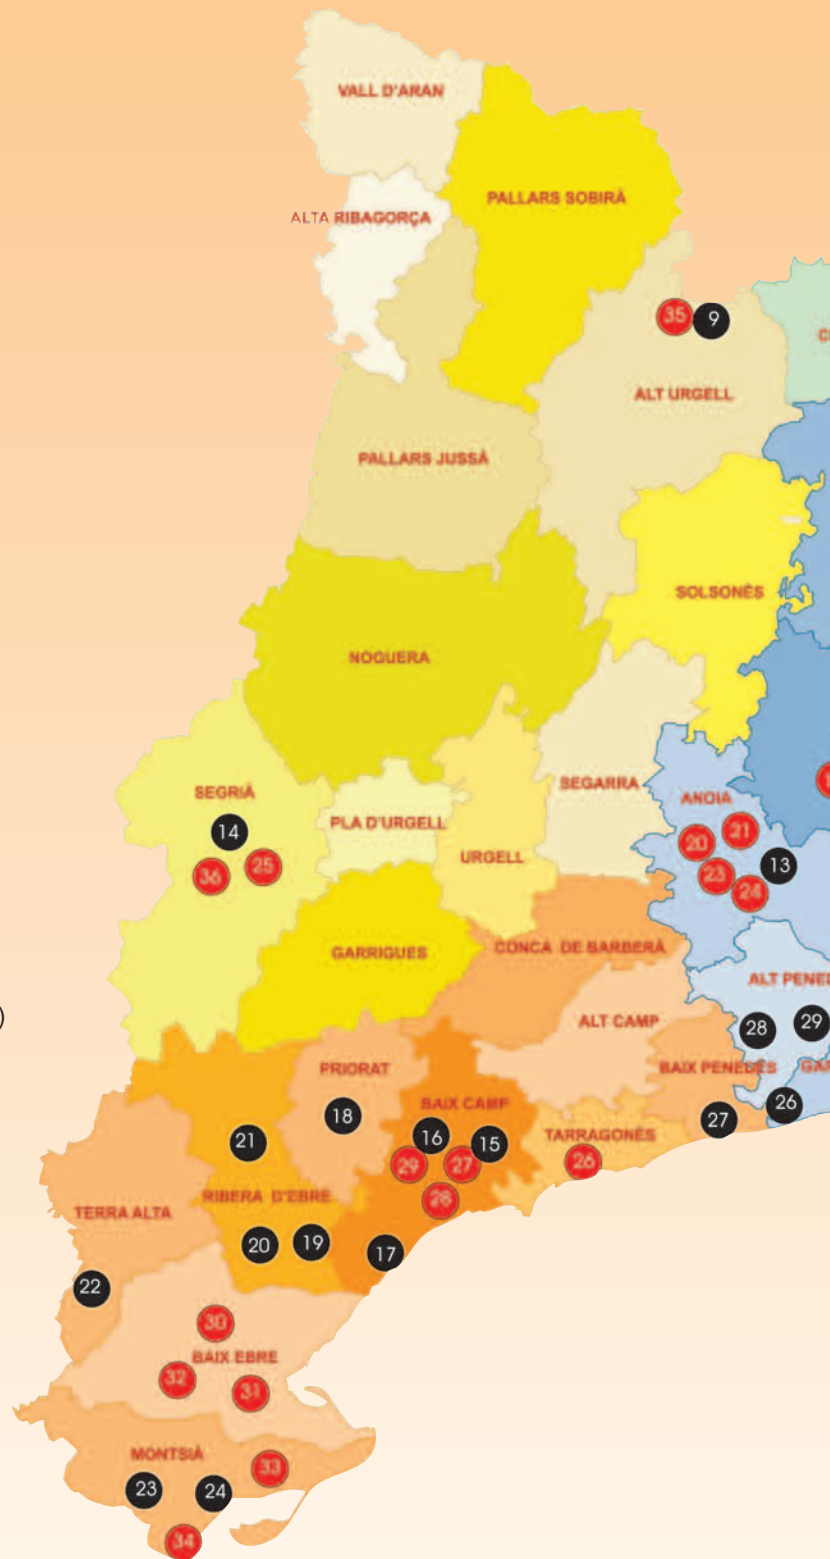 VALL D'ARAN
PALLARS SOBIRÀ
ALTA RIBAGORÇA
35 9
ALT URGELL
PALLARS JUSSÀ
SOLSONÈS
NOGUERA
SEGARRA
SEGRIÀ
ANOIA
PLA D'URGELL
14
21
20
URGELL
36 25
13
23
24
GARRIGUES
CONCA DE BARBERÀ
ALT PENED
)
ALT CAMP
28 29
PRIORAT
BAIX PENEDÈS
GAR
BAIX CAMP
18
26
27
21
16 15
TARRAGONÈS
29 27
26
RIBERA D'EBRE
28
TERRA ALTA
20 19
17
22
30
BAIX EBRE
32
31
MONTSIÀ
33
23 24
34